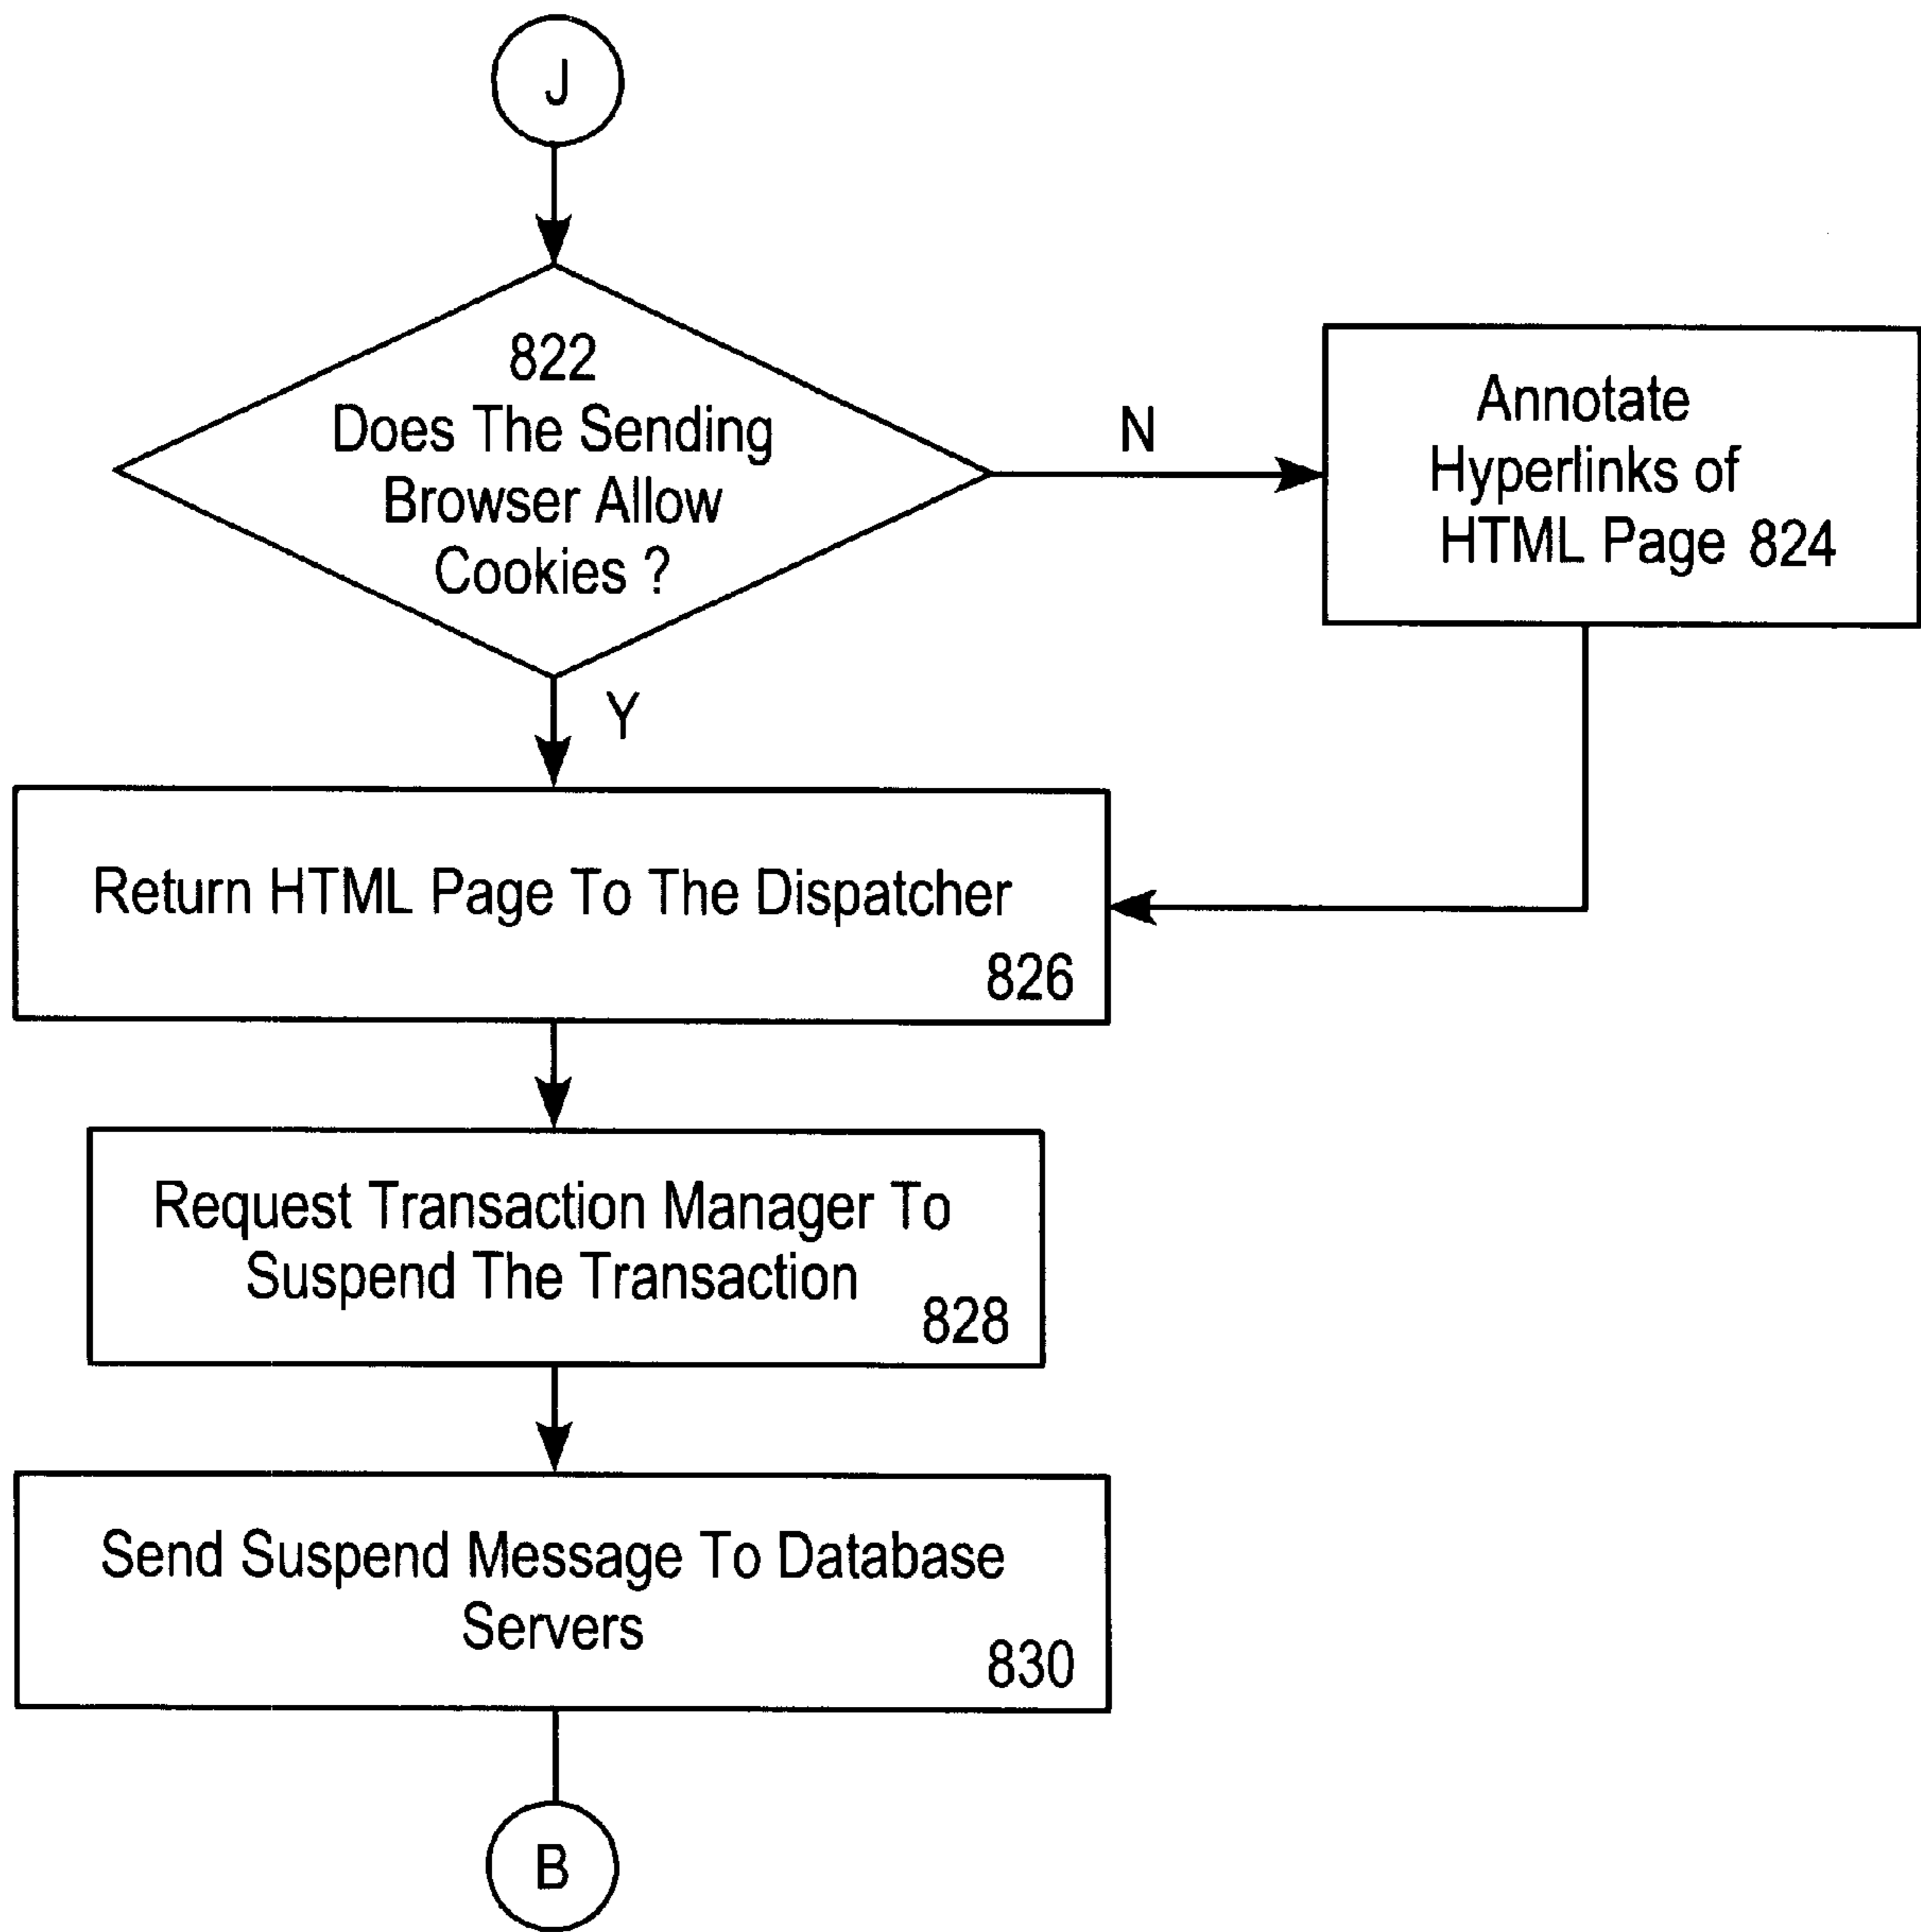 J
822
Does The Sending
Browser Allow
Cookies ?
N
Annotate
Hyperlinks of
HTML Page 824
Y
Return HTML Page To The Dispatcher
826
Request Transaction Manager To
Suspend The Transaction
828
Send Suspend Message To Database
Servers
830
B